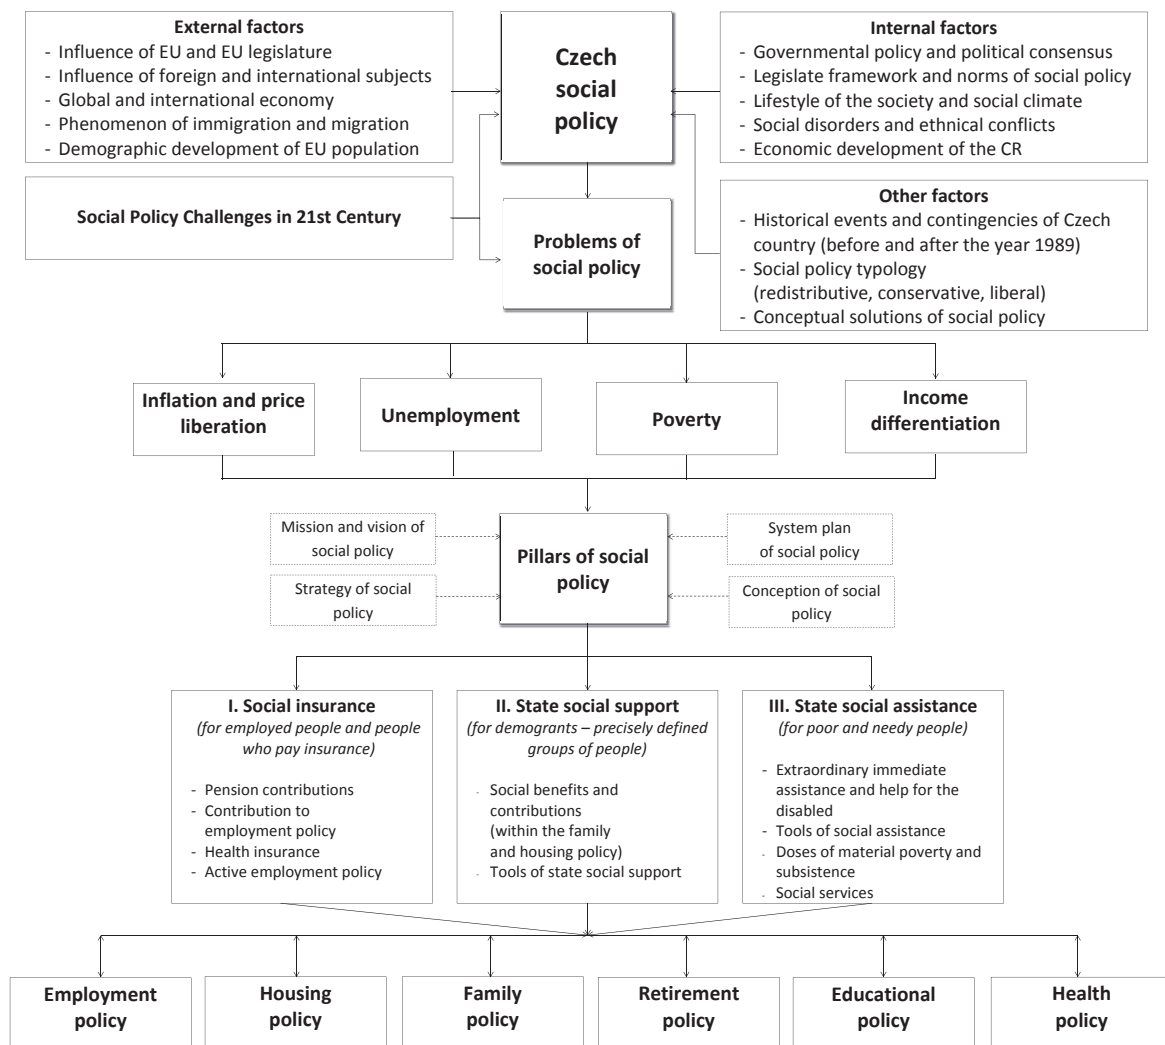 External factors
- Influence of EU and EU legislature
- Influence of foreign and international subjects
- Global and international economy
- Phenomenon of immigration and migration
- Demographic development of EU population
Czech
social
policy
Internal factors
- Governmental policy and political consensus
- Legislate framework and norms of social policy
- Lifestyle of the society and social climate
- Social disorders and ethnical conflicts
- Economic development of the CR
Social Policy Challenges in 21st Century
Problems of
social policy
Other factors
- Historical events and contingencies of Czech
country (before and after the year 1989)
- Social policy typology
(redistributive, conservative, liberal)
- Conceptual solutions of social policy
Inflation and price
liberation
Unemployment
Poverty
Income
differentiation
Mission and vision of
social policy
Strategy of social
policy
Pillars of social
policy
System plan
of social policy
Conception of social
policy
I. Social insurance
(for employed people and people
who pay insurance)
- Pension contributions
- Contribution to
employment policy
- Health insurance
- Active employment policy
II. State social support
(for demogrants – precisely defined
groups of people)
- Social benefits and
contributions
(within the family
and housing policy)
- Tools of state social support
III. State social assistance
(for poor and needy people)
- Extraordinary immediate
assistance and help for the
disabled
- Tools of social assistance
- Doses of material poverty and
subsistence
- Social services
Employment
policy
Housing
policy
Family
policy
Retirement
policy
Educational
policy
Health
policy